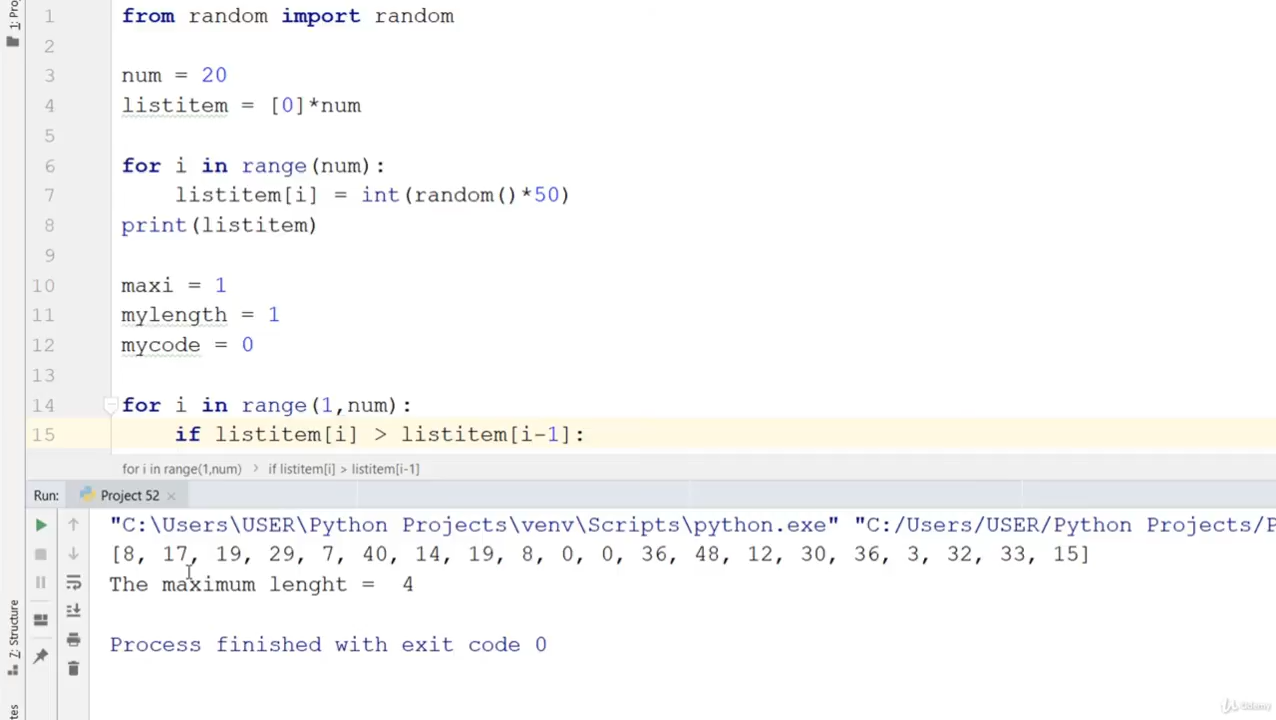 1 from random import random
2
3 num = 20
4 listitem = [0]*num
5
6 for i in range(num):
7 listitem[i] = int(random()*50)
8 print(listitem)
9
10 maxi = 1
11 mylength = 1
12 mycode = 0
13
14 for i in range(1,num):
15 if listitem[i] > listitem[i-1]:
for i in range(1,num) > if listitem[i] > listitem[i-1]
Run: Project 52 ×
"C:\Users\USER\Python Projects\venv\Scripts\python.exe" "C:/Users/USER/Python Projects/P
[8, 17, 19, 29, 7, 40, 14, 19, 8, 0, 0, 36, 48, 12, 30, 36, 3, 32, 33, 15]
The maximum lenght = 4
Process finished with exit code 0
1: Pro
7: Structure
Udemy